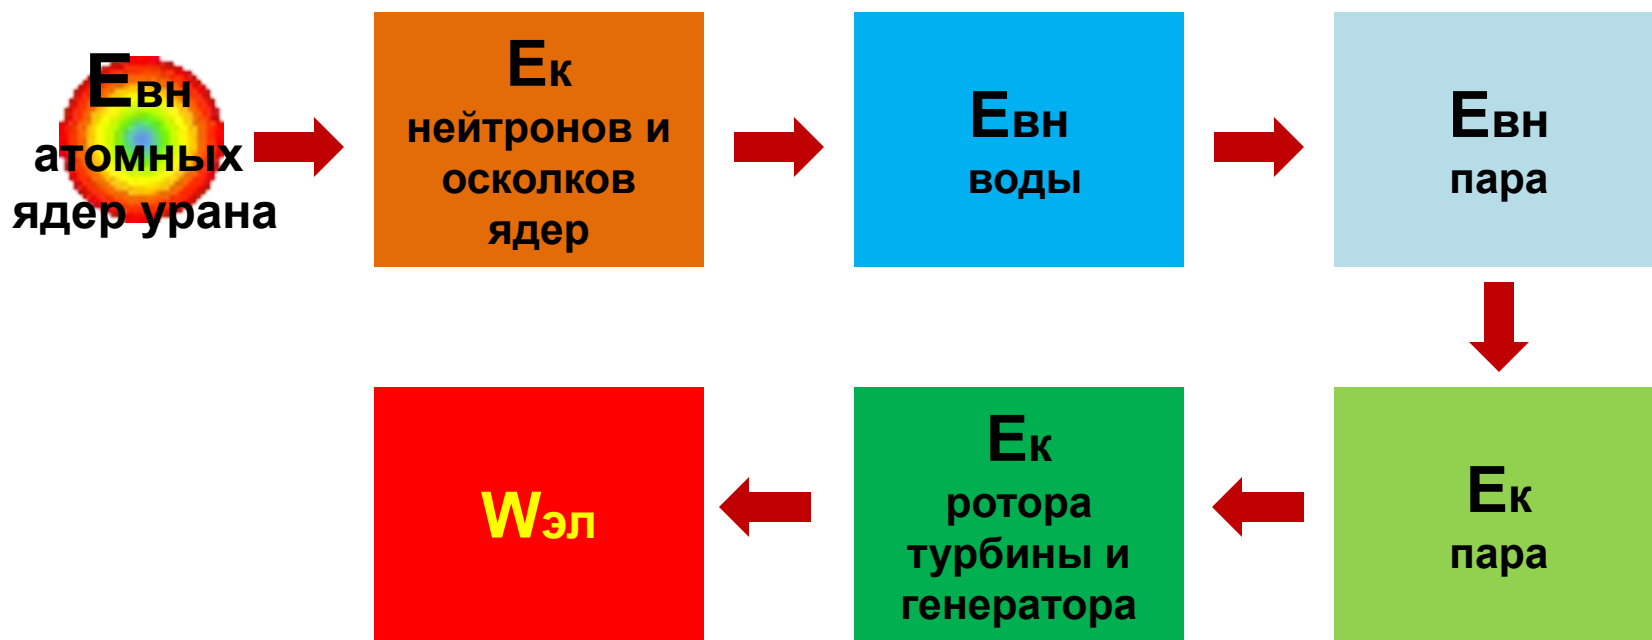 Eвн
атомных
ядер урана
Eк
нейтронов и
осколков
ядер
Eвн
воды
Eвн
пара
Eк
пара
Eк
ротора
турбины и
генератора
Wэл